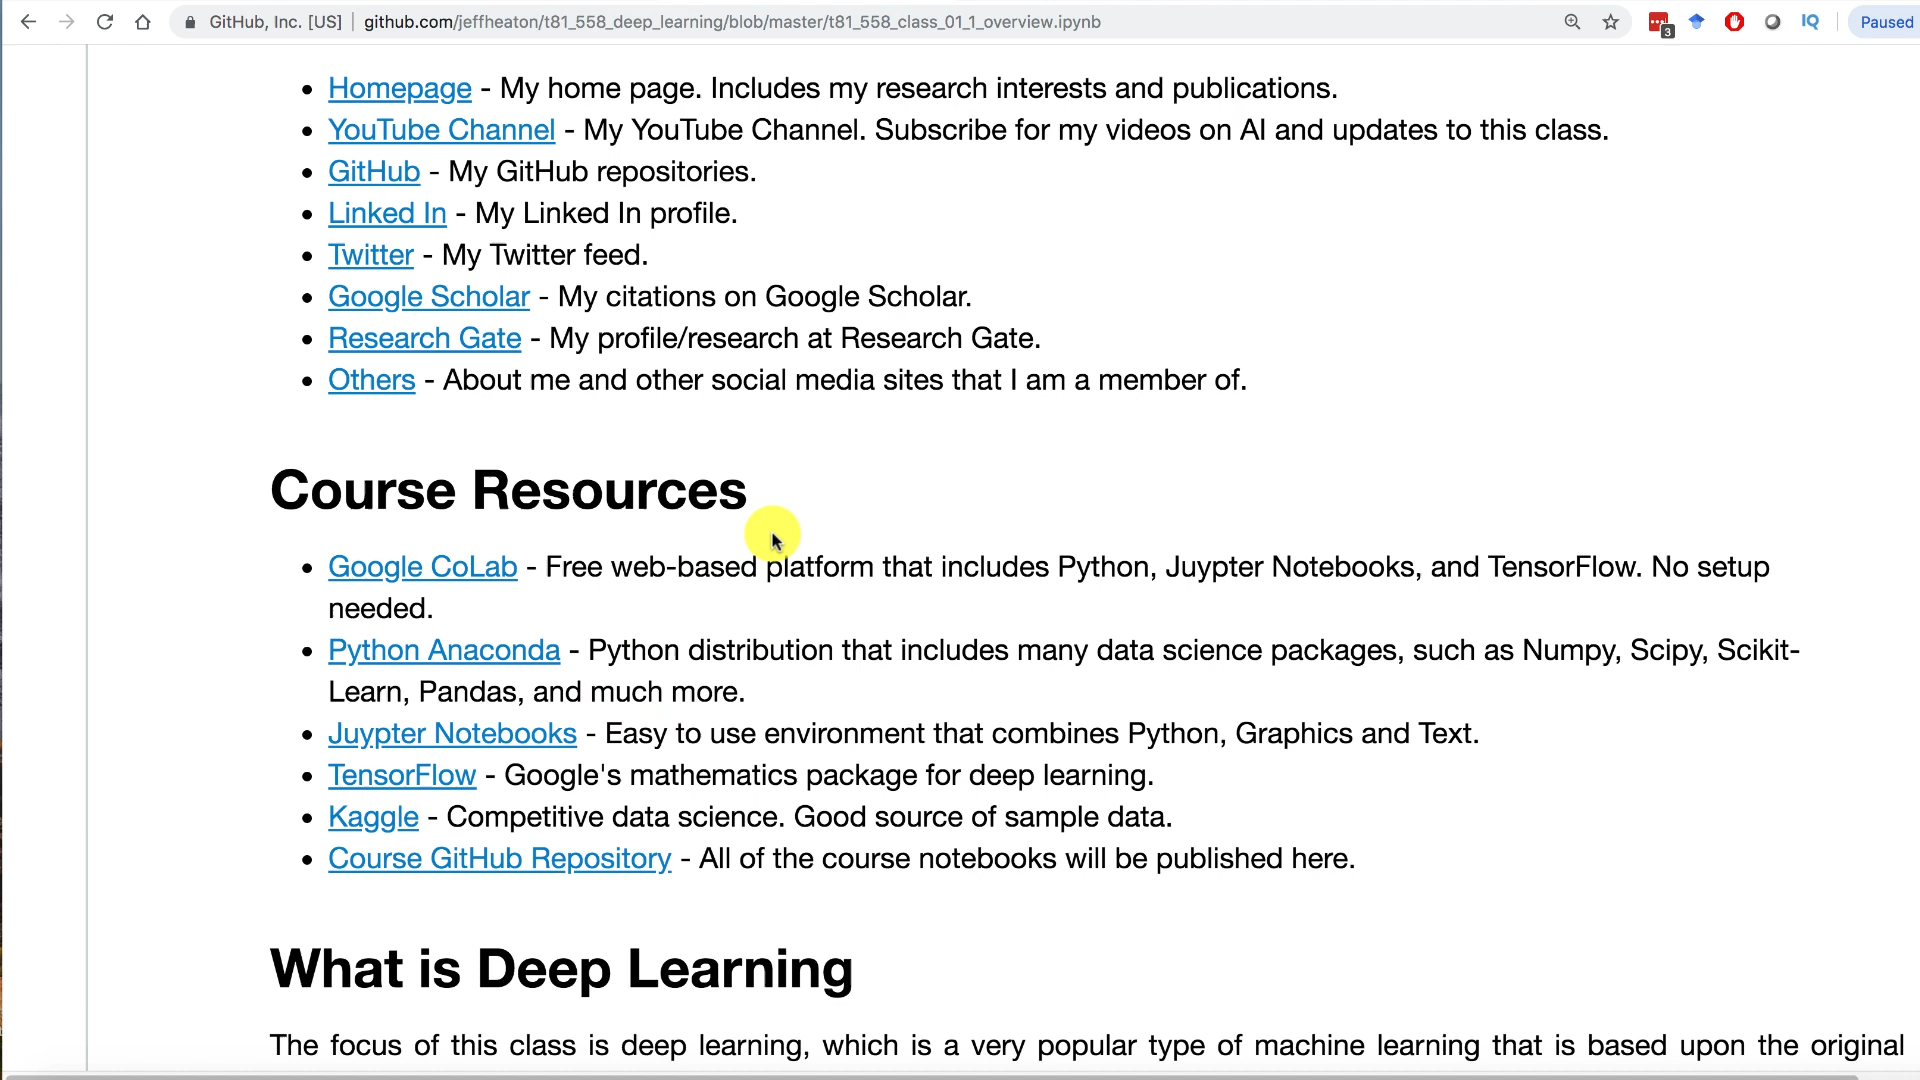 GitHub, Inc. [US] | github.com/jeffheaton/t81_558_deep_learning/blob/master/t81_558_class_01_1_overview.ipynb
3
IQ
Paused
• Homepage - My home page. Includes my research interests and publications.
• YouTube Channel - My YouTube Channel. Subscribe for my videos on AI and updates to this class.
• GitHub - My GitHub repositories.
• Linked In - My Linked In profile.
• Twitter - My Twitter feed.
• Google Scholar - My citations on Google Scholar.
• Research Gate - My profile/research at Research Gate.
• Others - About me and other social media sites that I am a member of.
Course Resources
• Google CoLab - Free web-based platform that includes Python, Juypter Notebooks, and TensorFlow. No setup
needed.
• Python Anaconda - Python distribution that includes many data science packages, such as Numpy, Scipy, Scikit-
Learn, Pandas, and much more.
• Juypter Notebooks - Easy to use environment that combines Python, Graphics and Text.
• TensorFlow - Google's mathematics package for deep learning.
• Kaggle - Competitive data science. Good source of sample data.
• Course GitHub Repository - All of the course notebooks will be published here.
What is Deep Learning
The focus of this class is deep learning, which is a very popular type of machine learning that is based upon the original